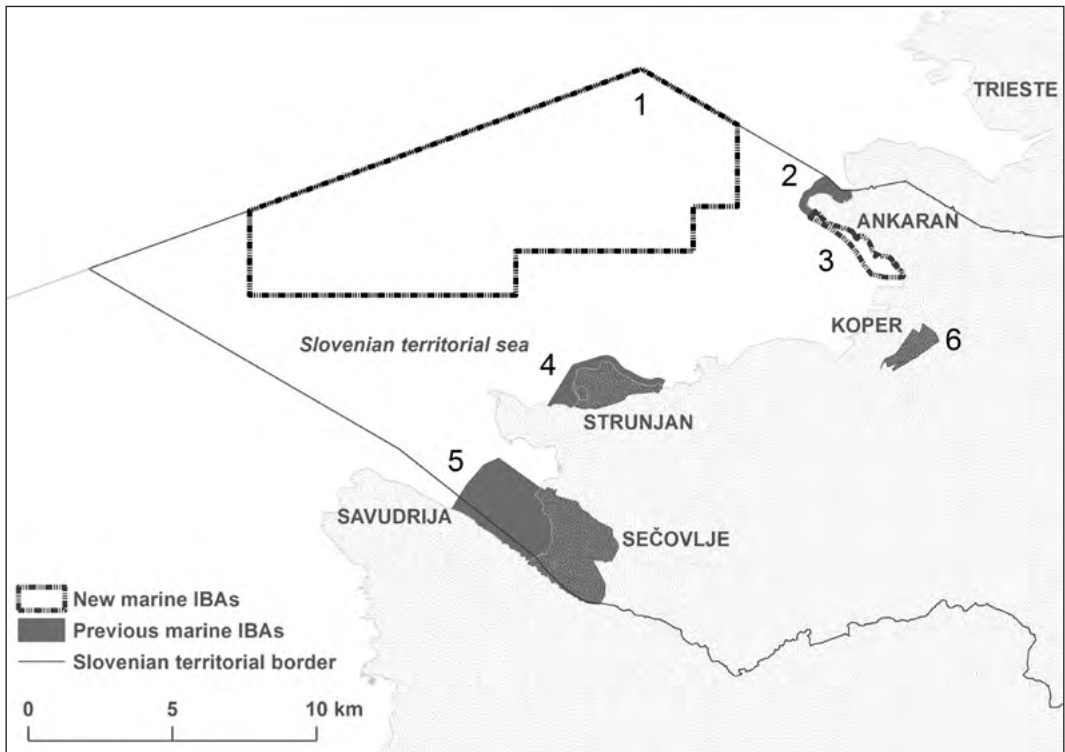 1
TRIESTE
2
ANKARAN
3
KOPER
6
Slovenian territorial sea
4
STRUNJAN
5
SAVUDRIJA
SEČOVLJE
New marine IBAs
Previous marine IBAs
Slovenian territorial border
0 5 10 km